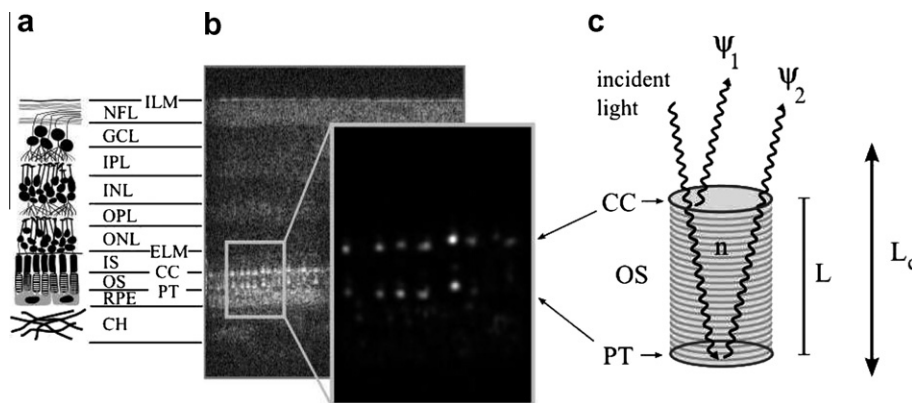 a
b
c
ILM
NFL
GCL
IPL
INL
OPL
ONL
ELM
IS
CC
OS
PT
RPE
CH
incident
light
Ψ1
Ψ2
CC
OS
n
L
Lc
PT